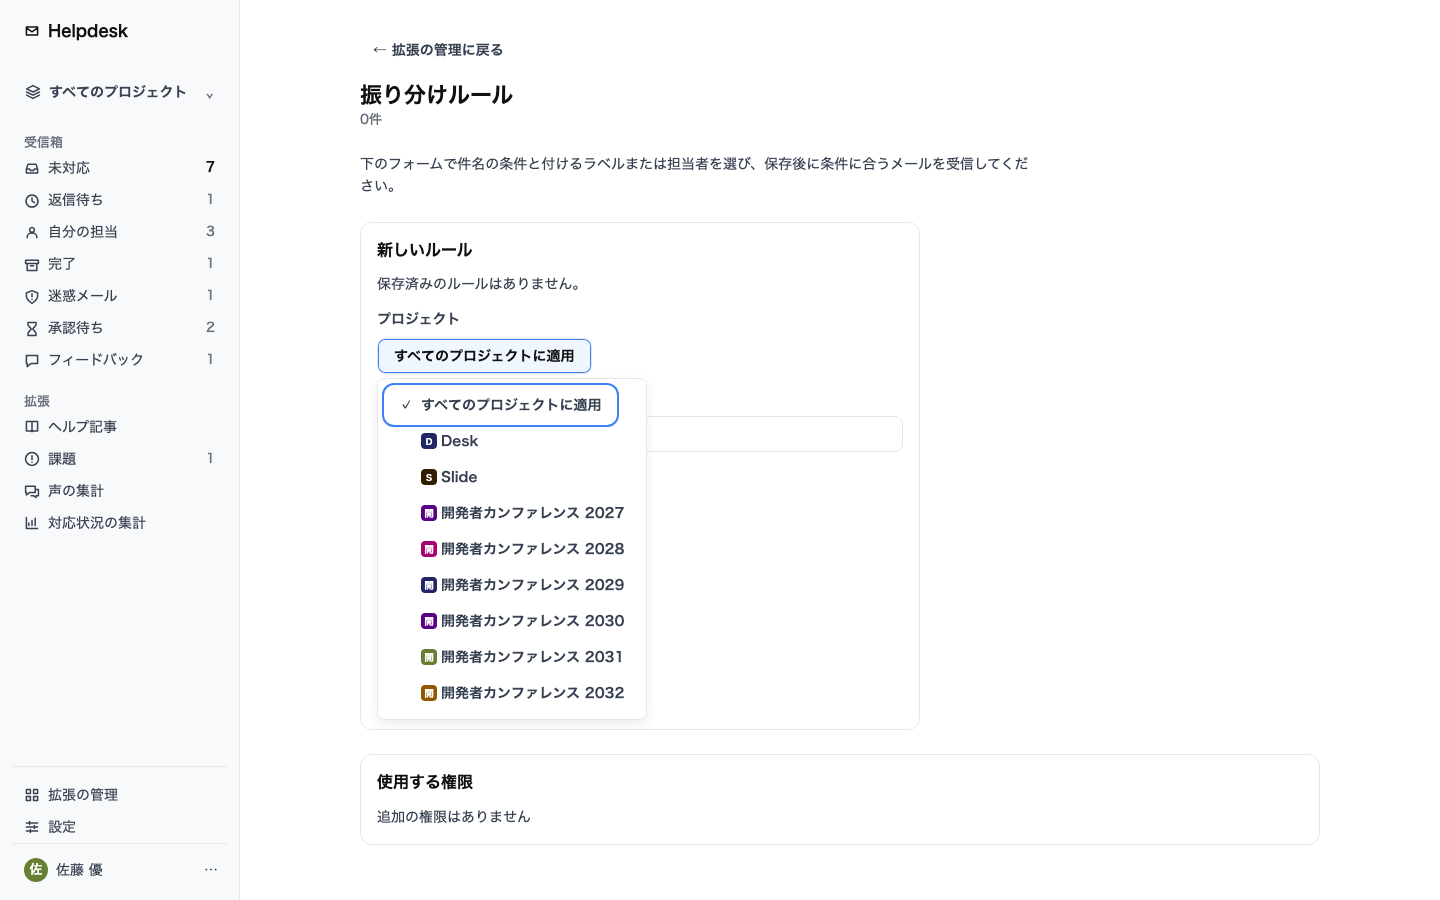 Helpdesk
すべてのプロジェクト
受信箱
未対応 7
返信待ち 1
自分の担当 3
完了 1
迷惑メール 1
承認待ち 2
フィードバック 1
拡張
ヘルプ記事
課題 1
声の集計
対応状況の集計
拡張の管理
設定
佐 佐藤 優 …
← 拡張の管理に戻る
振り分けルール
0件
下のフォームで件名の条件と付けるラベルまたは担当者を選び、保存後に条件に合うメールを受信してくだ
さい。
新しいルール
保存済みのルールはありません。
プロジェクト
すべてのプロジェクトに適用
✓ すべてのプロジェクトに適用
D Desk
S Slide
開 開発者カンファレンス 2027
開 開発者カンファレンス 2028
開 開発者カンファレンス 2029
開 開発者カンファレンス 2030
開 開発者カンファレンス 2031
開 開発者カンファレンス 2032
使用する権限
追加の権限はありません